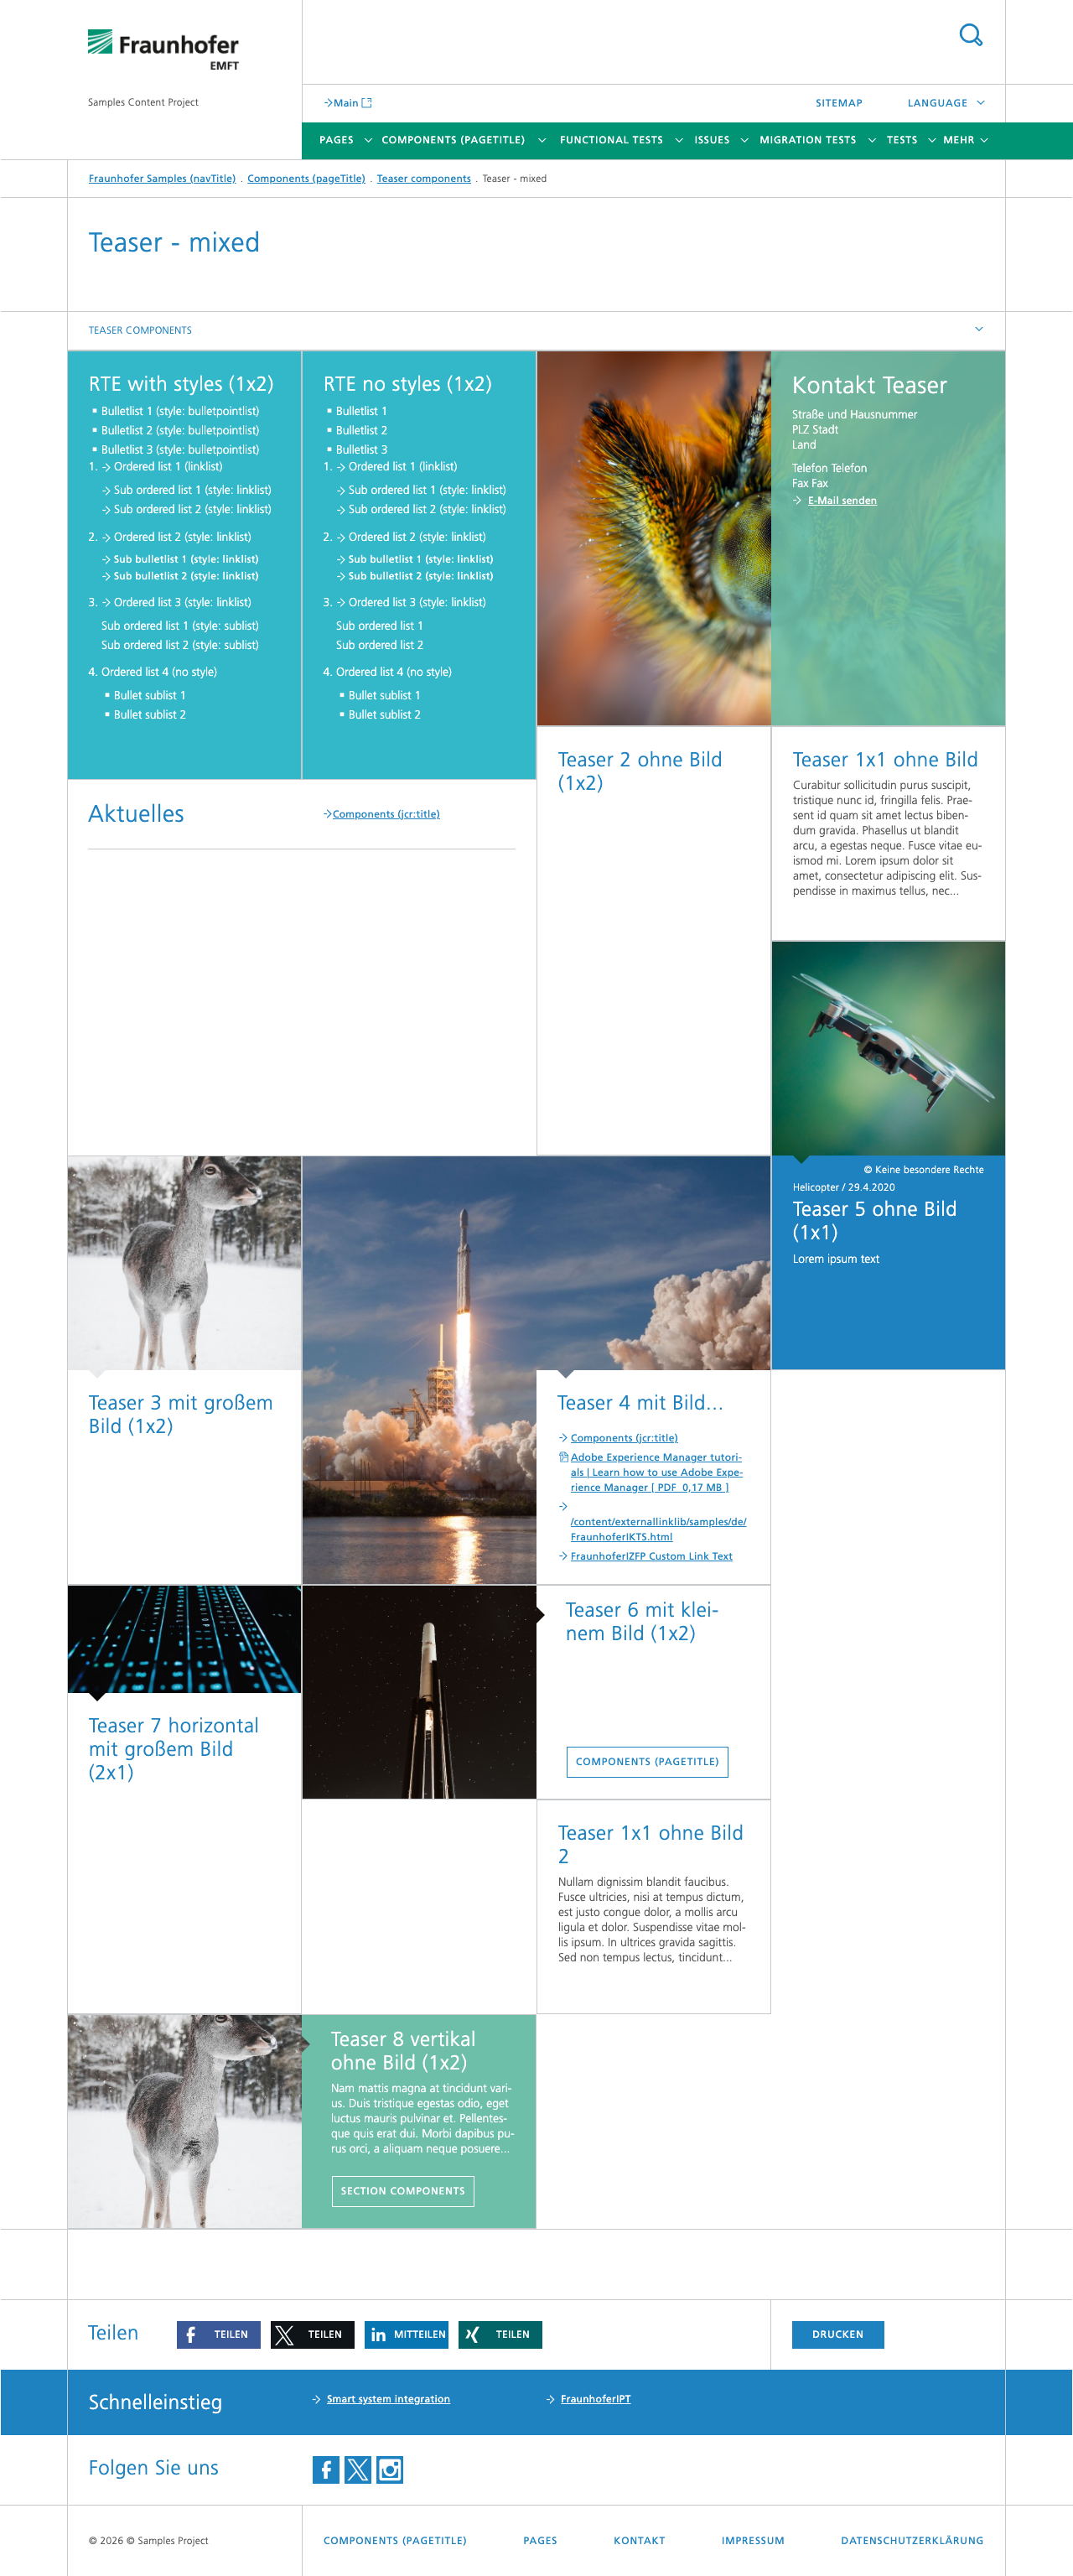 Fraunhofer
EMFT
Samples Content Project
Main
SITEMAP
LANGUAGE
PAGES
COMPONENTS (PAGETITLE)
FUNCTIONAL TESTS
ISSUES
MIGRATION TESTS
TESTS
MEHR
Fraunhofer Samples (navTitle) . Components (pageTitle) . Teaser components . Teaser - mixed
Teaser - mixed
TEASER COMPONENTS
RTE with styles (1x2)
Bulletlist 1 (style: bulletpointlist)
Bulletlist 2 (style: bulletpointlist)
Bulletlist 3 (style: bulletpointlist)
1. Ordered list 1 (linklist)
Sub ordered list 1 (style: linklist)
Sub ordered list 2 (style: linklist)
2. Ordered list 2 (style: linklist)
Sub bulletlist 1 (style: linklist)
Sub bulletlist 2 (style: linklist)
3. Ordered list 3 (style: linklist)
Sub ordered list 1 (style: sublist)
Sub ordered list 2 (style: sublist)
4. Ordered list 4 (no style)
Bullet sublist 1
Bullet sublist 2
RTE no styles (1x2)
Bulletlist 1
Bulletlist 2
Bulletlist 3
1. Ordered list 1 (linklist)
Sub ordered list 1 (style: linklist)
Sub ordered list 2 (style: linklist)
2. Ordered list 2 (style: linklist)
Sub bulletlist 1 (style: linklist)
Sub bulletlist 2 (style: linklist)
3. Ordered list 3 (style: linklist)
Sub ordered list 1
Sub ordered list 2
4. Ordered list 4 (no style)
Bullet sublist 1
Bullet sublist 2
Kontakt Teaser
Straße und Hausnummer
PLZ Stadt
Land
Telefon Telefon
Fax Fax
E-Mail senden
Teaser 2 ohne Bild
(1x2)
Teaser 1x1 ohne Bild
Curabitur sollicitudin purus suscipit,
tristique nunc id, fringilla felis. Prae-
sent id quam sit amet lectus biben-
dum gravida. Phasellus ut blandit
arcu, a egestas neque. Fusce vitae eu-
ismod mi. Lorem ipsum dolor sit
amet, consectetur adipiscing elit. Sus-
pendisse in maximus tellus, nec...
Aktuelles
Components (jcr:title)
© Keine besondere Rechte
Helicopter / 29.4.2020
Teaser 5 ohne Bild
(1x1)
Lorem ipsum text
Teaser 3 mit großem
Bild (1x2)
Teaser 4 mit Bild...
Components (jcr:title)
Adobe Experience Manager tutori-
als | Learn how to use Adobe Expe-
rience Manager [ PDF 0,17 MB ]
/content/externallinklib/samples/de/
FraunhoferIKTS.html
FraunhoferIZFP Custom Link Text
Teaser 7 horizontal
mit großem Bild
(2x1)
Teaser 6 mit klei-
nem Bild (1x2)
COMPONENTS (PAGETITLE)
Teaser 1x1 ohne Bild
2
Nullam dignissim blandit faucibus.
Fusce ultricies, nisi at tempus dictum,
est justo congue dolor, a mollis arcu
ligula et dolor. Suspendisse vitae mol-
lis ipsum. In ultrices gravida sagittis.
Sed non tempus lectus, tincidunt...
Teaser 8 vertikal
ohne Bild (1x2)
Nam mattis magna at tincidunt vari-
us. Duis tristique egestas odio, eget
luctus mauris pulvinar et. Pellentes-
que quis erat dui. Morbi dapibus pu-
rus orci, a aliquam neque posuere...
SECTION COMPONENTS
Teilen
TEILEN
TEILEN
MITTEILEN
TEILEN
DRUCKEN
Schnelleinstieg
Smart system integration
FraunhoferIPT
Folgen Sie uns
© 2026 © Samples Project
COMPONENTS (PAGETITLE)
PAGES
KONTAKT
IMPRESSUM
DATENSCHUTZERKLÄRUNG